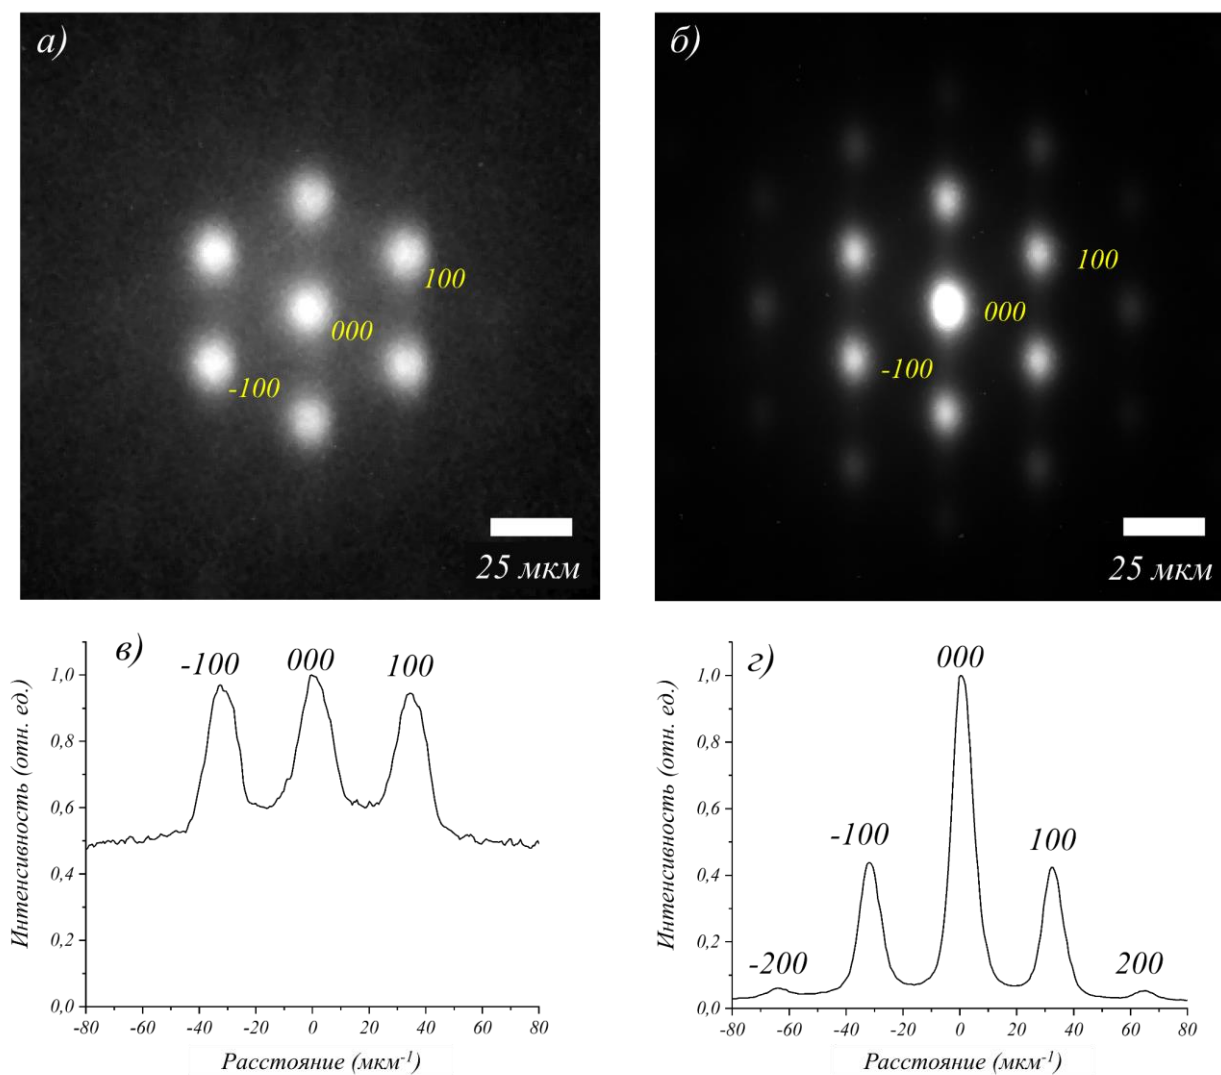 а)
100
000
-100
25 мкм
б)
100
000
-100
25 мкм
в)
-100 000 100
1,0
0,8
0,6
0,4
0,2
0,0
Интенсивность (отн. ед.)
-80 -60 -40 -20 0 20 40 60 80
Расстояние (мкм⁻¹)
г)
000
-100
100
-200
200
1,0
0,8
0,6
0,4
0,2
0,0
Интенсивность (отн. ед.)
-80 -60 -40 -20 0 20 40 60 80
Расстояние (мкм⁻¹)